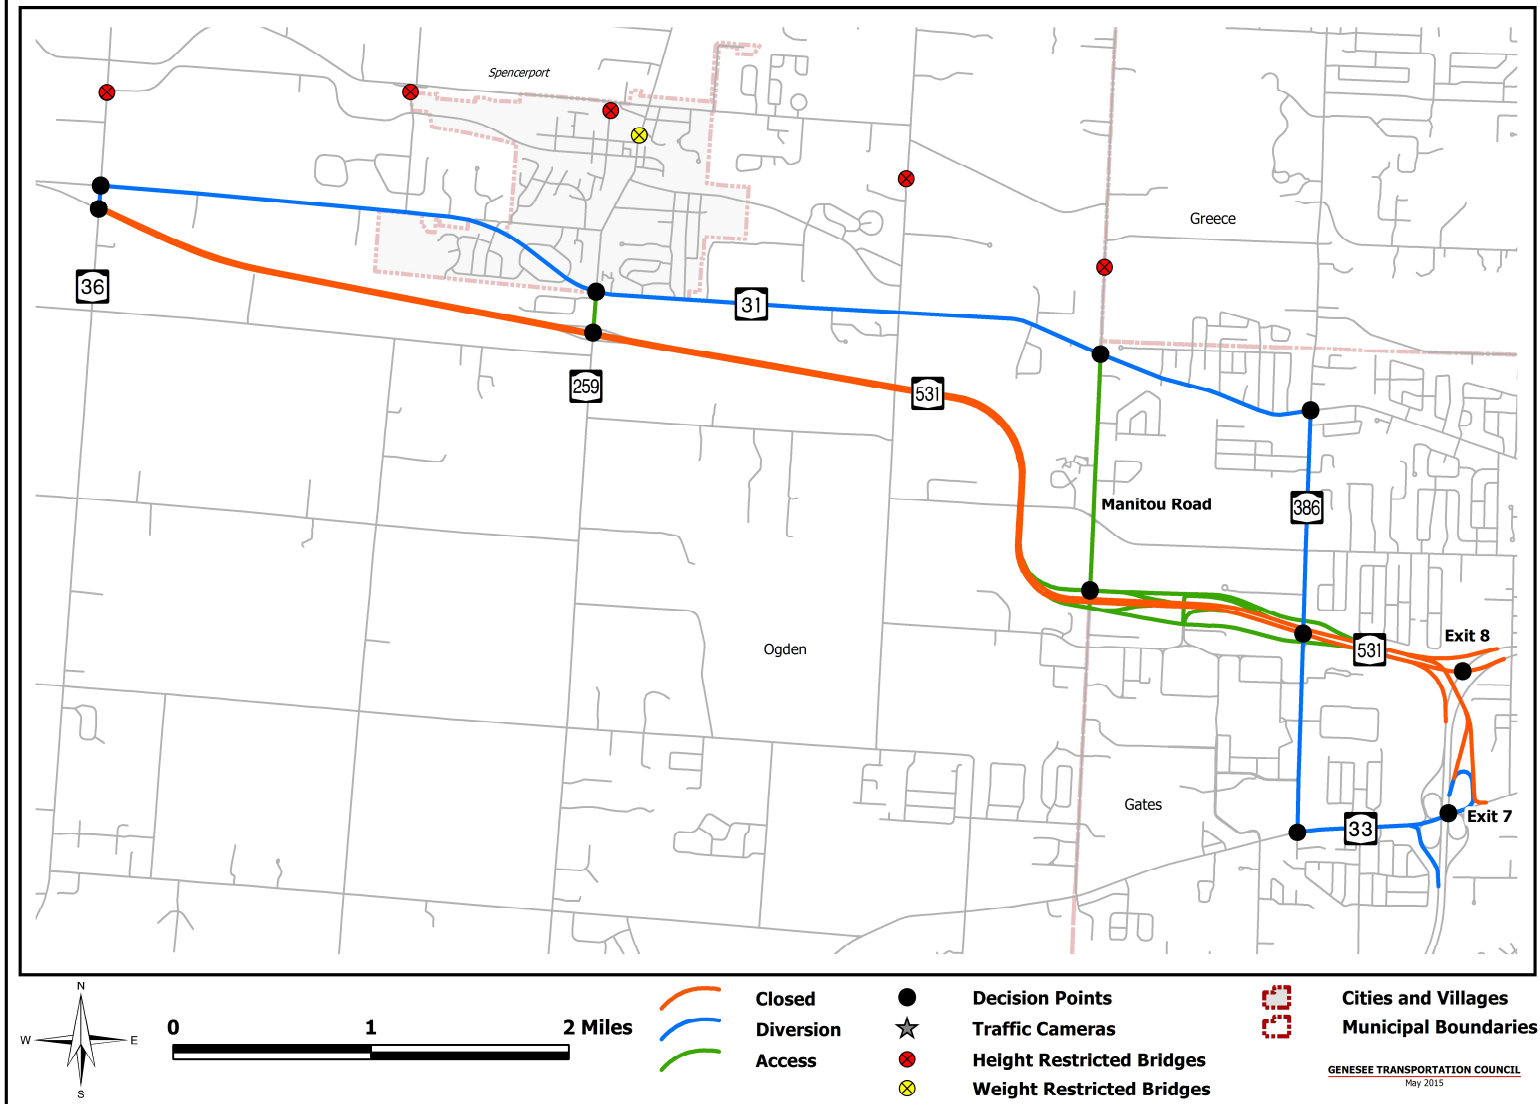 Spencerport
Greece
36
31
259
531
Manitou Road
386
Ogden
531
Exit 8
Gates
33
Exit 7
N
W
E
S
0
1
2 Miles
Closed
Diversion
Access
Decision Points
Traffic Cameras
Height Restricted Bridges
Weight Restricted Bridges
Cities and Villages
Municipal Boundaries
GENESEE TRANSPORTATION COUNCIL
May 2015